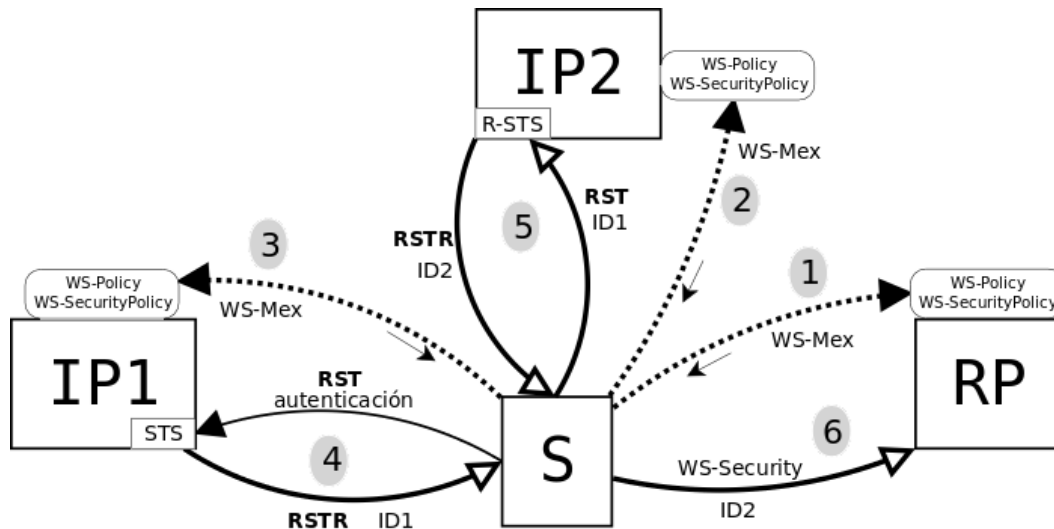 IP2
WS-Policy
WS-SecurityPolicy
R-STS
WS-Mex
2
RST
ID1
5
RSTR
ID2
3
WS-Policy
WS-SecurityPolicy
WS-Mex
1
WS-Policy
WS-SecurityPolicy
WS-Mex
IP1
STS
RST
autenticación
4
RSTR ID1
S
RP
6
WS-Security
ID2